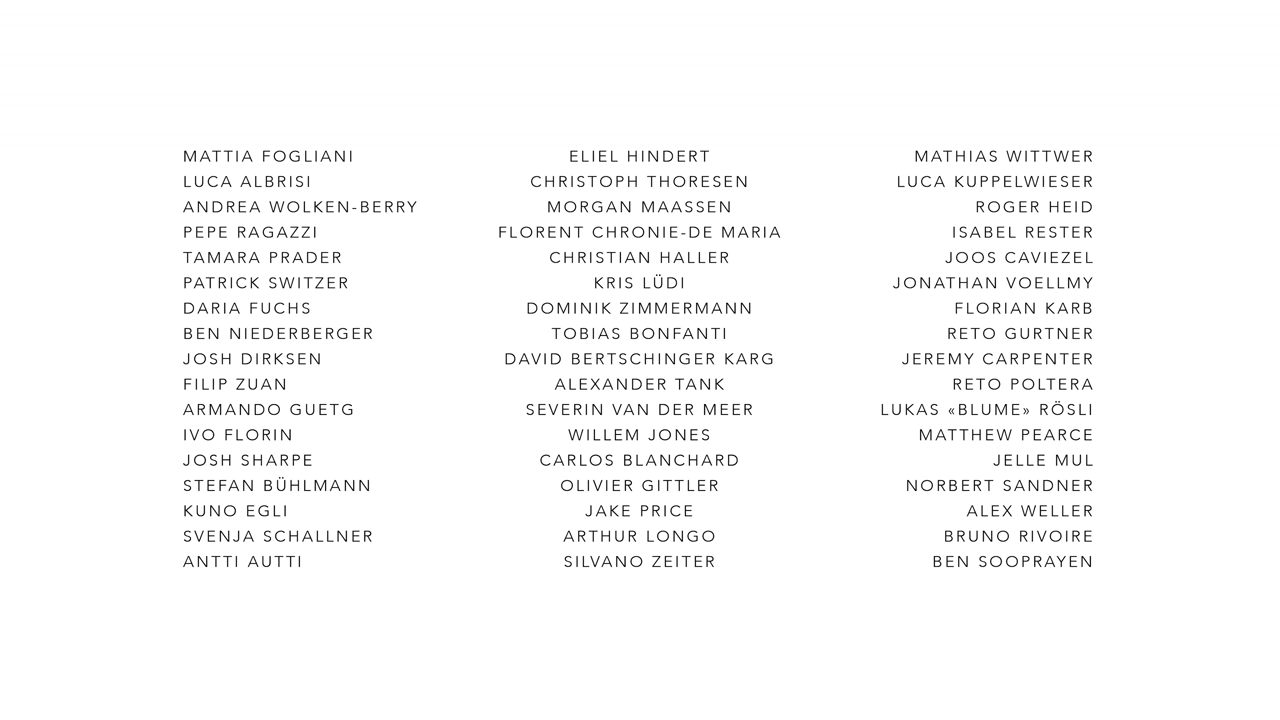 MATTIA FOGLIANI
LUCA ALBRISI
ANDREA WOLKEN-BERRY
PEPE RAGAZZI
TAMARA PRADER
PATRICK SWITZER
DARIA FUCHS
BEN NIEDERBERGER
JOSH DIRKSEN
FILIP ZUAN
ARMANDO GUETG
IVO FLORIN
JOSH SHARPE
STEFAN BÜHLMANN
KUNO EGLI
SVENJA SCHALLNER
ANTTI AUTTI
ELIEL HINDERT
CHRISTOPH THORESEN
MORGAN MAASSEN
FLORENT CHRONIE-DE MARIA
CHRISTIAN HALLER
KRIS LÜDI
DOMINIK ZIMMERMANN
TOBIAS BONFANTI
DAVID BERTSCHINGER KARG
ALEXANDER TANK
SEVERIN VAN DER MEER
WILLEM JONES
CARLOS BLANCHARD
OLIVIER GITTLER
JAKE PRICE
ARTHUR LONGO
SILVANO ZEITER
MATHIAS WITTWER
LUCA KUPPELWIESER
ROGER HEID
ISABEL RESTER
JOOS CAVIEZEL
JONATHAN VOELLMY
FLORIAN KARB
RETO GURTNER
JEREMY CARPENTER
RETO POLTERA
LUKAS «BLUME» RÖSLI
MATTHEW PEARCE
JELLE MUL
NORBERT SANDNER
ALEX WELLER
BRUNO RIVOIRE
BEN SOOPRAYEN